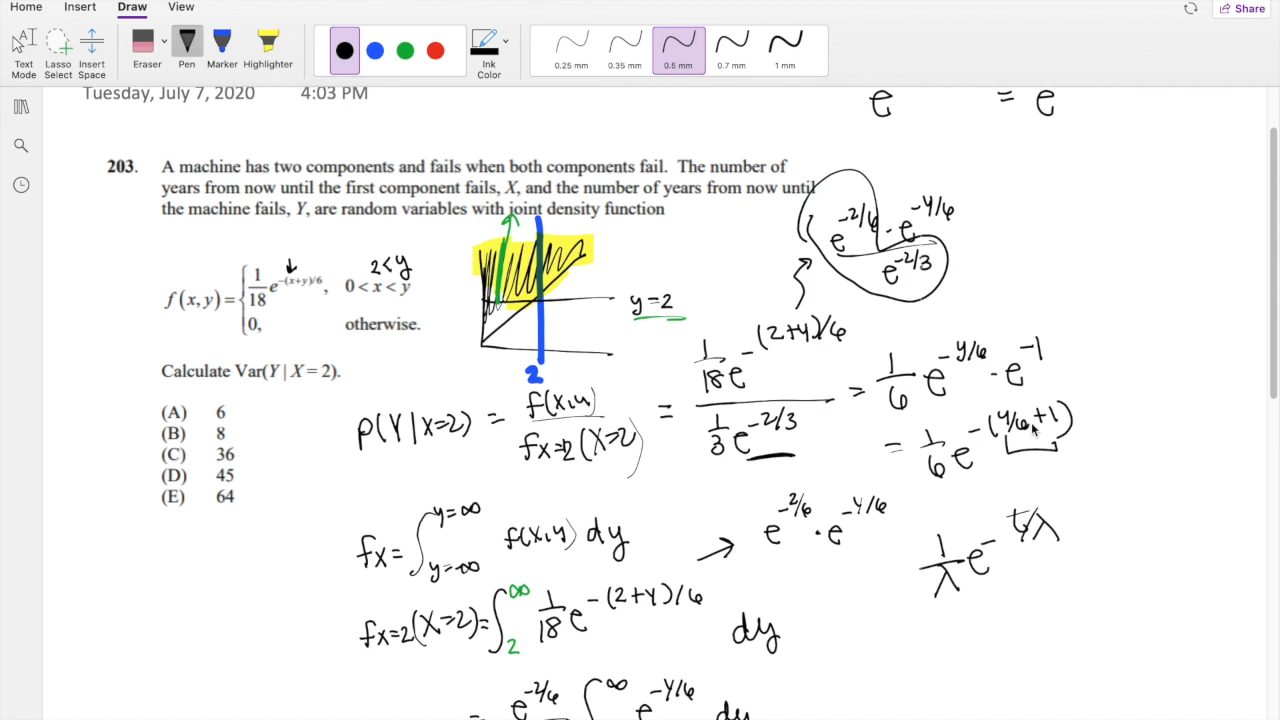 Home Insert Draw View
Share
Text Mode
Lasso Select
Insert Space
Eraser
Pen
Marker
Highlighter
Ink Color
0.25 mm
0.35 mm
0.5 mm
0.7 mm
1 mm
Tuesday, July 7, 2020 4:03 PM
e = e
203. A machine has two components and fails when both components fail. The number of
years from now until the first component fails, X, and the number of years from now until
the machine fails, Y, are random variables with joint density function
e^-2/6 · e^-y/6
e^-2/3
2<y
f(x,y) = { 1/18 e^-(x+y)/6, 0<x<y
0, otherwise.
y=2
2
Calculate Var(Y | X = 2).
(A) 6
(B) 8
(C) 36
(D) 45
(E) 64
P(Y|x=2) = f(x,y) / fx=2(X=2) = 1/18 e^-(2+y)/6 / 1/3 e^-2/3 = 1/6 e^-y/6 · e^-1
= 1/6 e^-(y/6+1)
fx= ∫ y=∞ y=-∞ f(x,y) dy → e^-2/6 · e^-y/6
1/λ e^-t/λ
fx=2(X=2)= ∫ ∞ 2 1/18 e^-(2+y)/6 dy
= e^-2/6 ∫ ∞ e^-y/6 dy